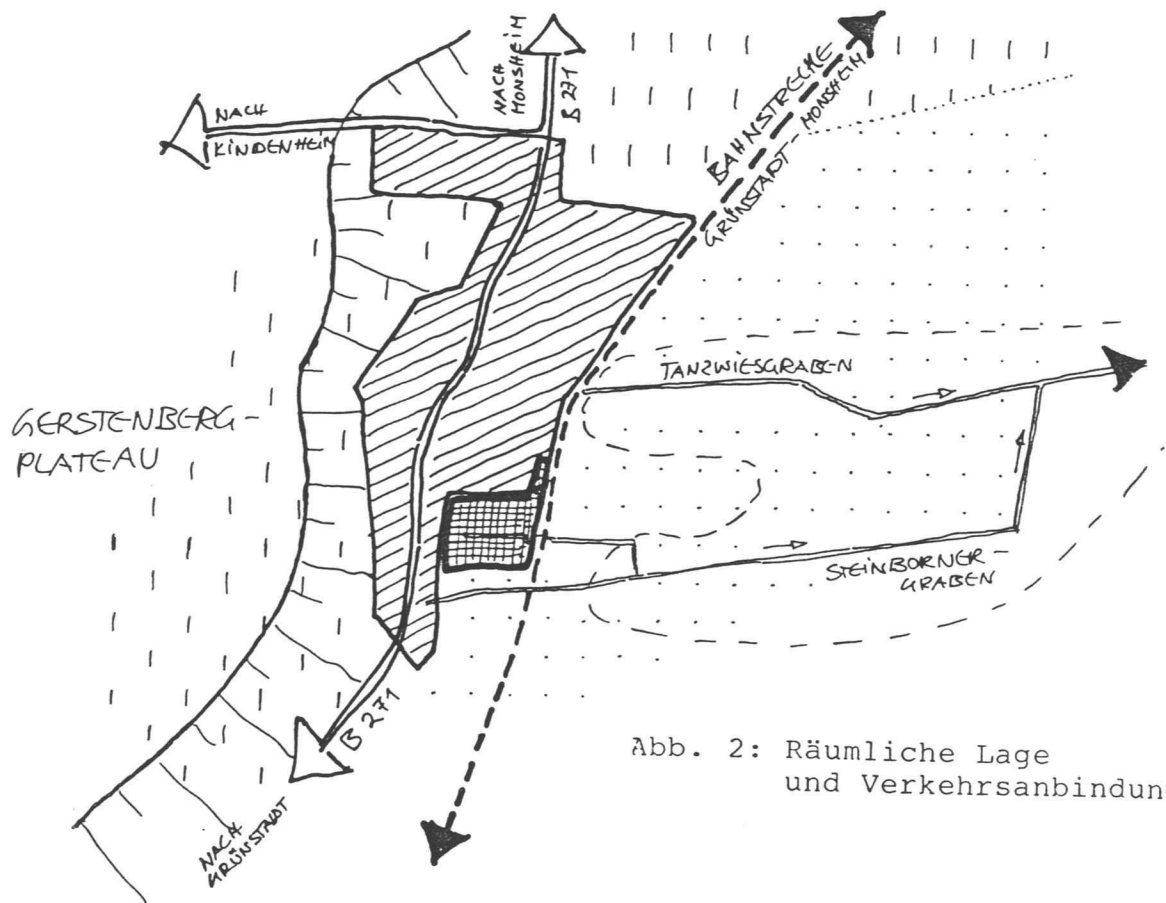 NACH
MONSHEIM
B 271
NACH
KINDENHEIM
BAHNSTRECKE
GRÜNSTADT-MONSHEIM
TANZWIESGRABEN
GERSTENBERG-
PLATEAU
STEINBORNER-
GRABEN
B 271
NACH
GRÜNSTADT
Abb. 2: Räumliche Lage
und Verkehrsanbindun